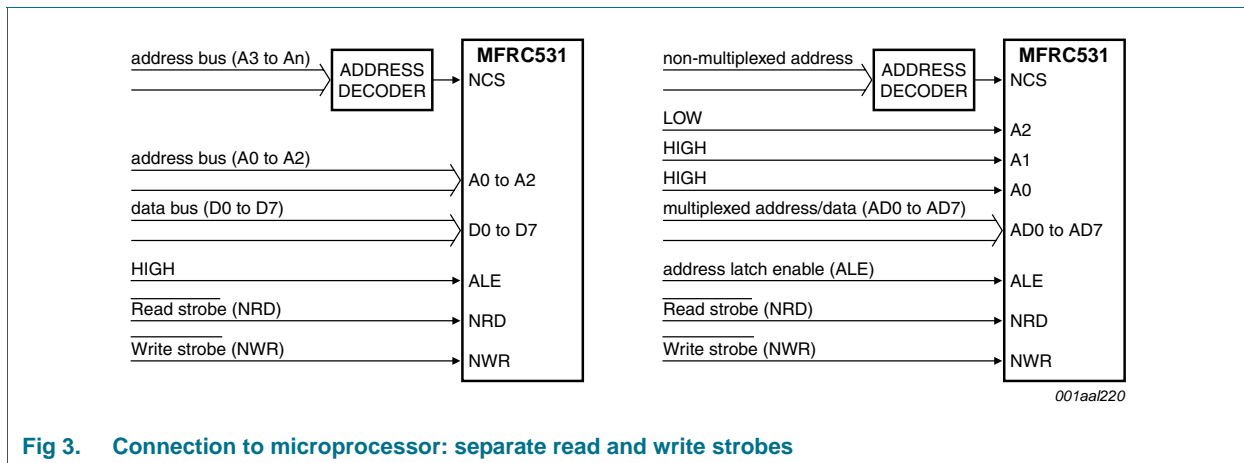 address bus (A3 to An)
ADDRESS
DECODER
MFRC531
NCS
address bus (A0 to A2)
A0 to A2
data bus (D0 to D7)
D0 to D7
HIGH
ALE
Read strobe (NRD)
NRD
Write strobe (NWR)
NWR
non-multiplexed address
ADDRESS
DECODER
MFRC531
NCS
LOW
A2
HIGH
A1
HIGH
A0
multiplexed address/data (AD0 to AD7)
AD0 to AD7
address latch enable (ALE)
ALE
Read strobe (NRD)
NRD
Write strobe (NWR)
NWR
001aal220
Fig 3. Connection to microprocessor: separate read and write strobes